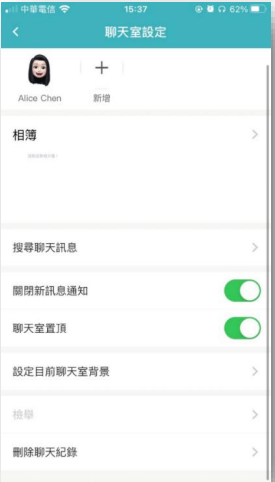 中華電信 15:37 62%
聊天室設定
Alice Chen 新增
相簿
搜尋聊天訊息
關閉新訊息通知
聊天室置頂
設定目前聊天室背景
檢舉
刪除聊天紀錄